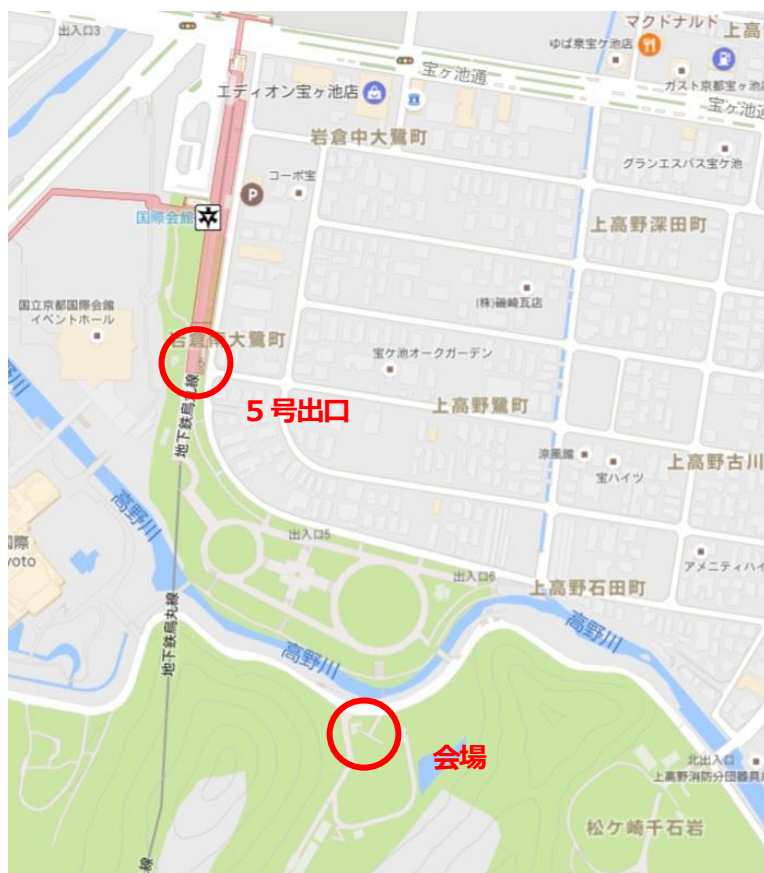 マクドナルド
上高
出入口3
ゆば泉宝ケ池店
宝ヶ池通
ガスト京都宝ヶ池店
エディオン宝ヶ池店
宝ヶ池通
岩倉中大鷺町
グランエスパス宝ケ池
コーポ宝
P
国際会館
上高野深田町
国立京都国際会館
イベントホール
(株)磯崎瓦店
岩倉南大鷺町
宝ケ池オークガーデン
5
5号出口
上高野鷺町
地下鉄烏丸線
涼風館
宝ハイツ
上高野古川
高野川
出入口5
国際
yoto
アメニティハイ
出入口6
上高野石田町
地下鉄烏丸線
高野川
高野川
会場
北出入口
上高野消防分団器具庫
松ケ崎千石岩
線